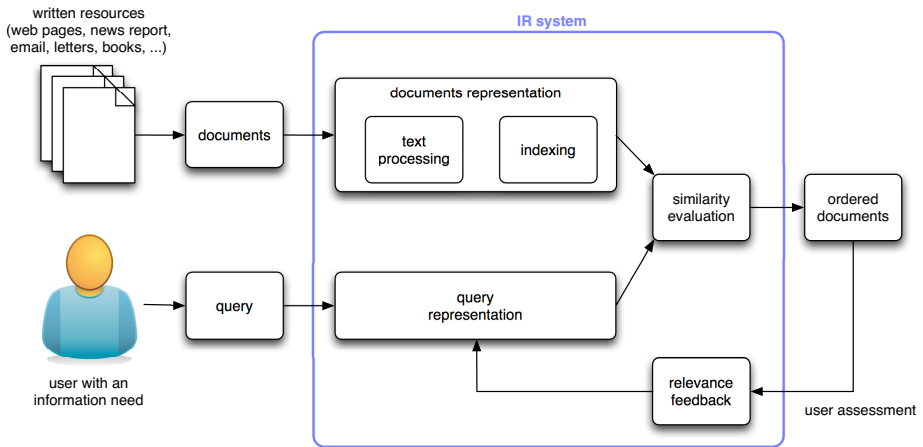 written resources
(web pages, news report,
email, letters, books, ...)
IR system
documents
documents representation
text
processing
indexing
similarity
evaluation
ordered
documents
query
query
representation
user with an
information need
relevance
feedback
user assessment